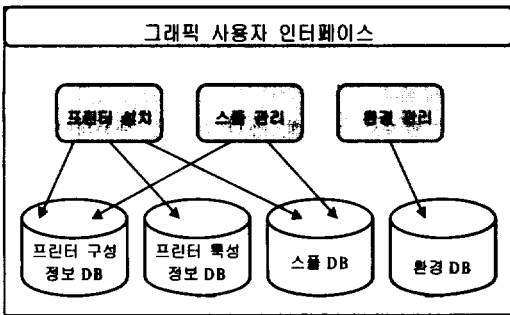 그래픽 사용자 인터페이스
프린터 설치
스풀 관리
환경 관리
프린터 구성
정보 DB
프린터 특성
정보 DB
스풀 DB
환경 DB